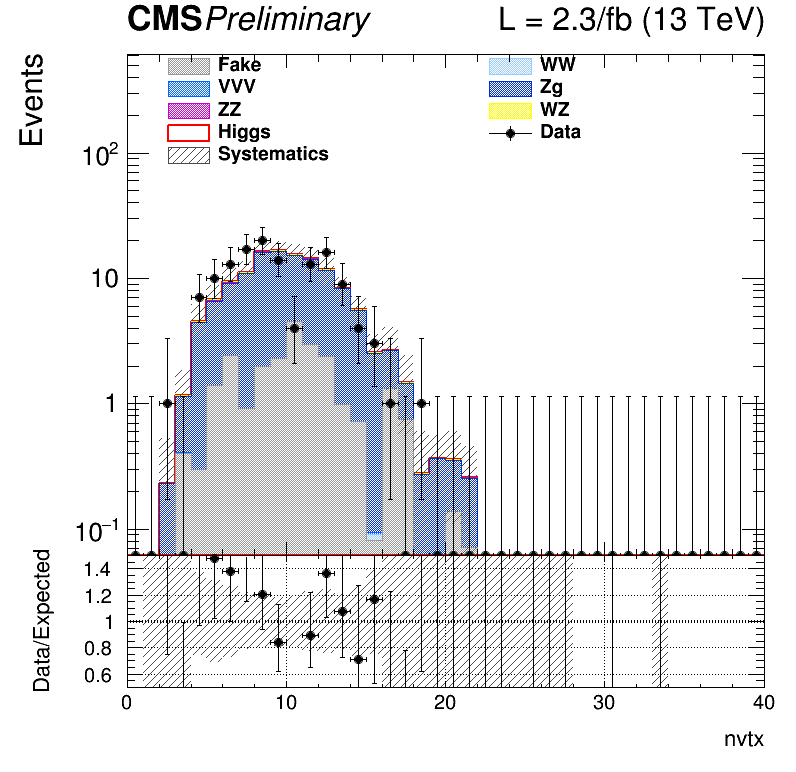 CMS Preliminary L = 2.3/fb (13 TeV)
Events
Fake WW
VVV Zg
ZZ WZ
Higgs Data
Systematics
10²
10
1
10⁻¹
Data/Expected
1.4
1.2
1
0.8
0.6
0 10 20 30 40
nvtx